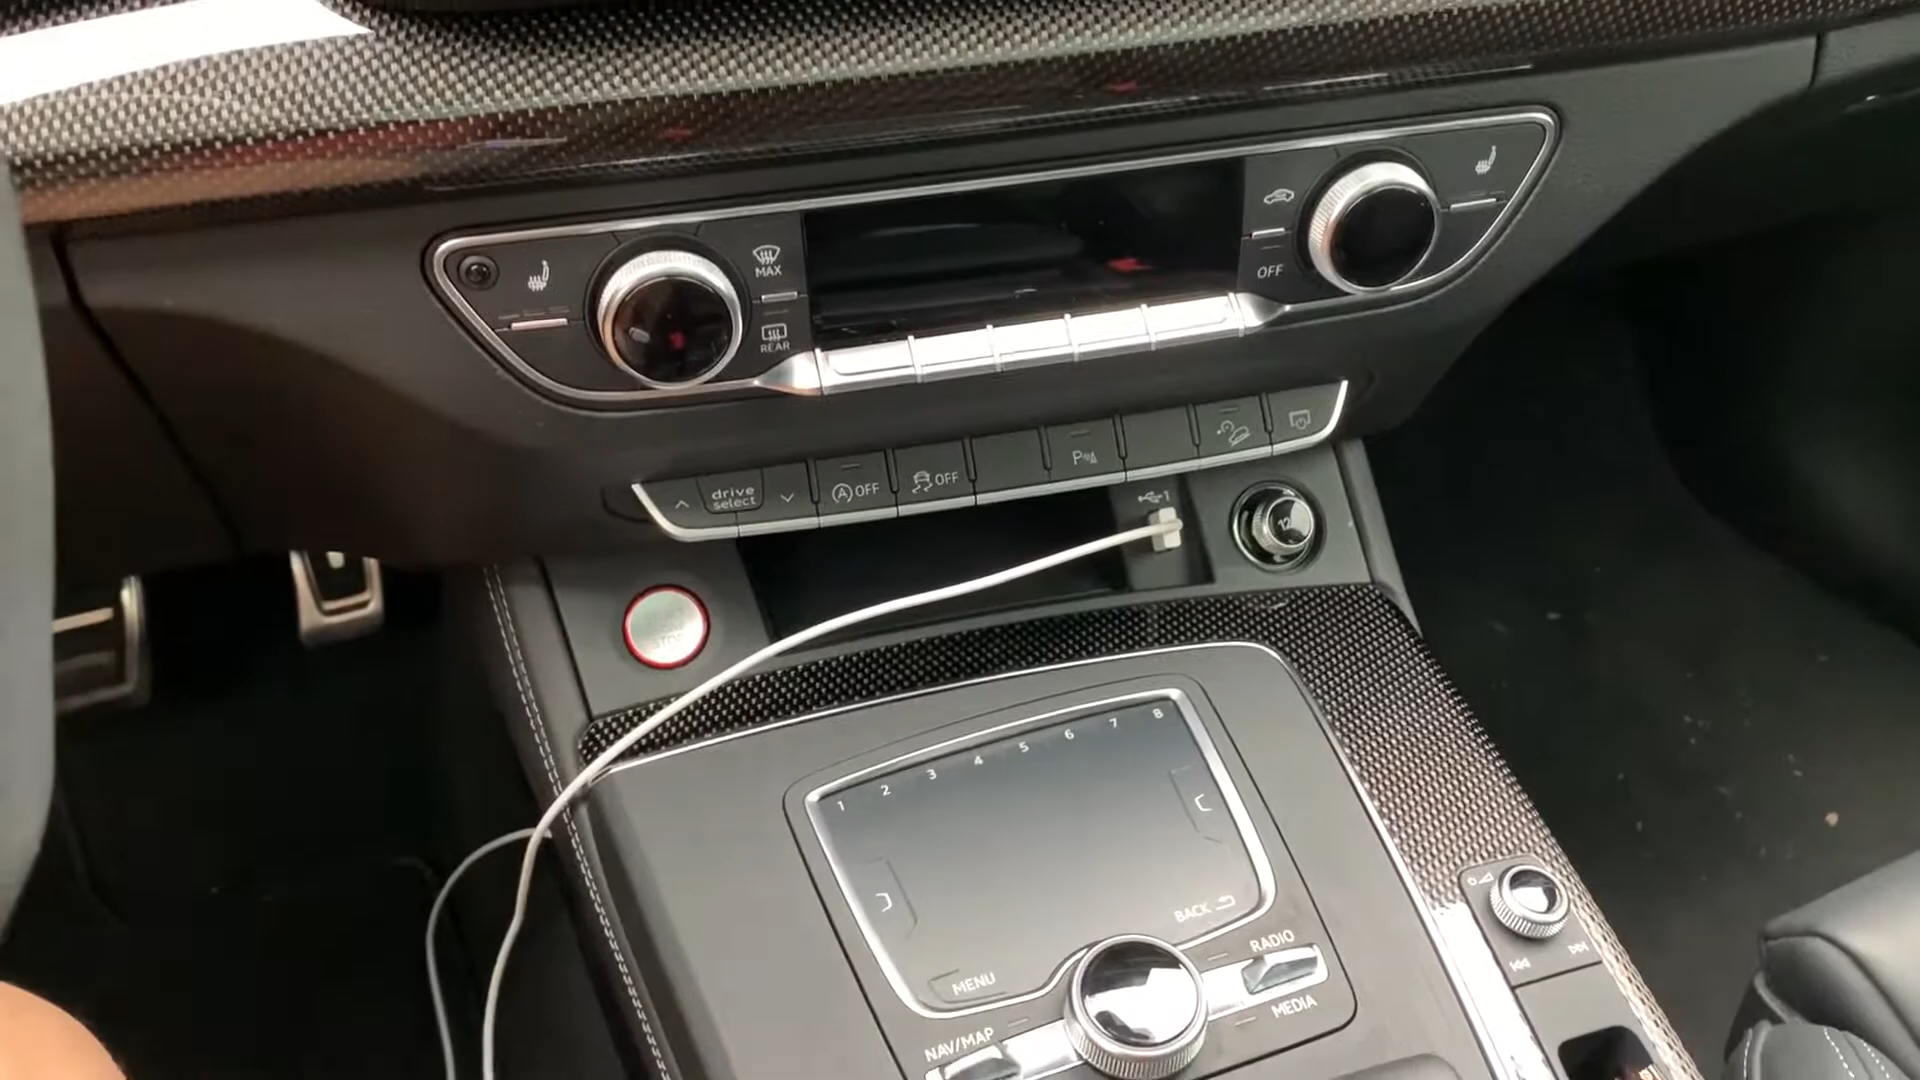 MAX
REAR
OFF
drive
select
OFF
OFF
P
1
12
STOP
1 2 3 4 5 6 7 8
BACK
MENU
RADIO
MEDIA
NAV/MAP